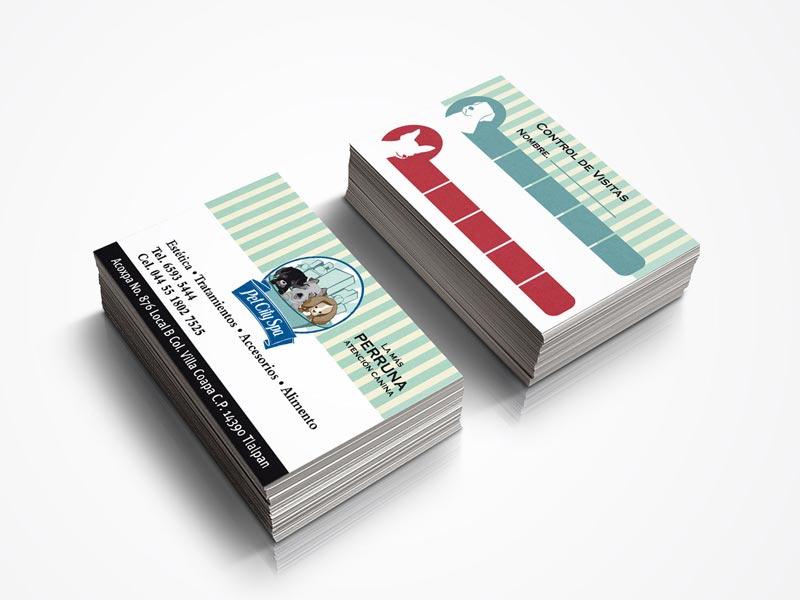 Pet City Spa
La más
Perruna
Atención canina
Estética • Tratamientos • Accesorios • Alimento
Tel. 6593 5444
Cel. 044 55 1802 7525
Acoxpa No. 876 Local B Col. Villa Coapa C.P. 14390 Tlalpan
Control de Visitas
Nombre.